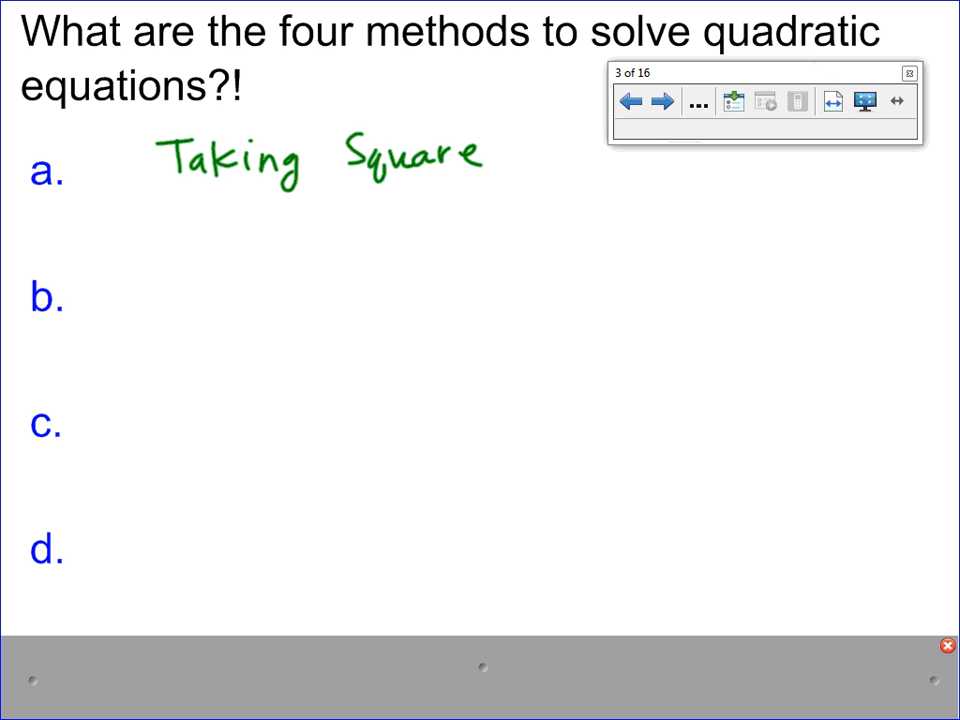 What are the four methods to solve quadratic
equations?!
3 of 16
a. Taking Square
b.
c.
d.